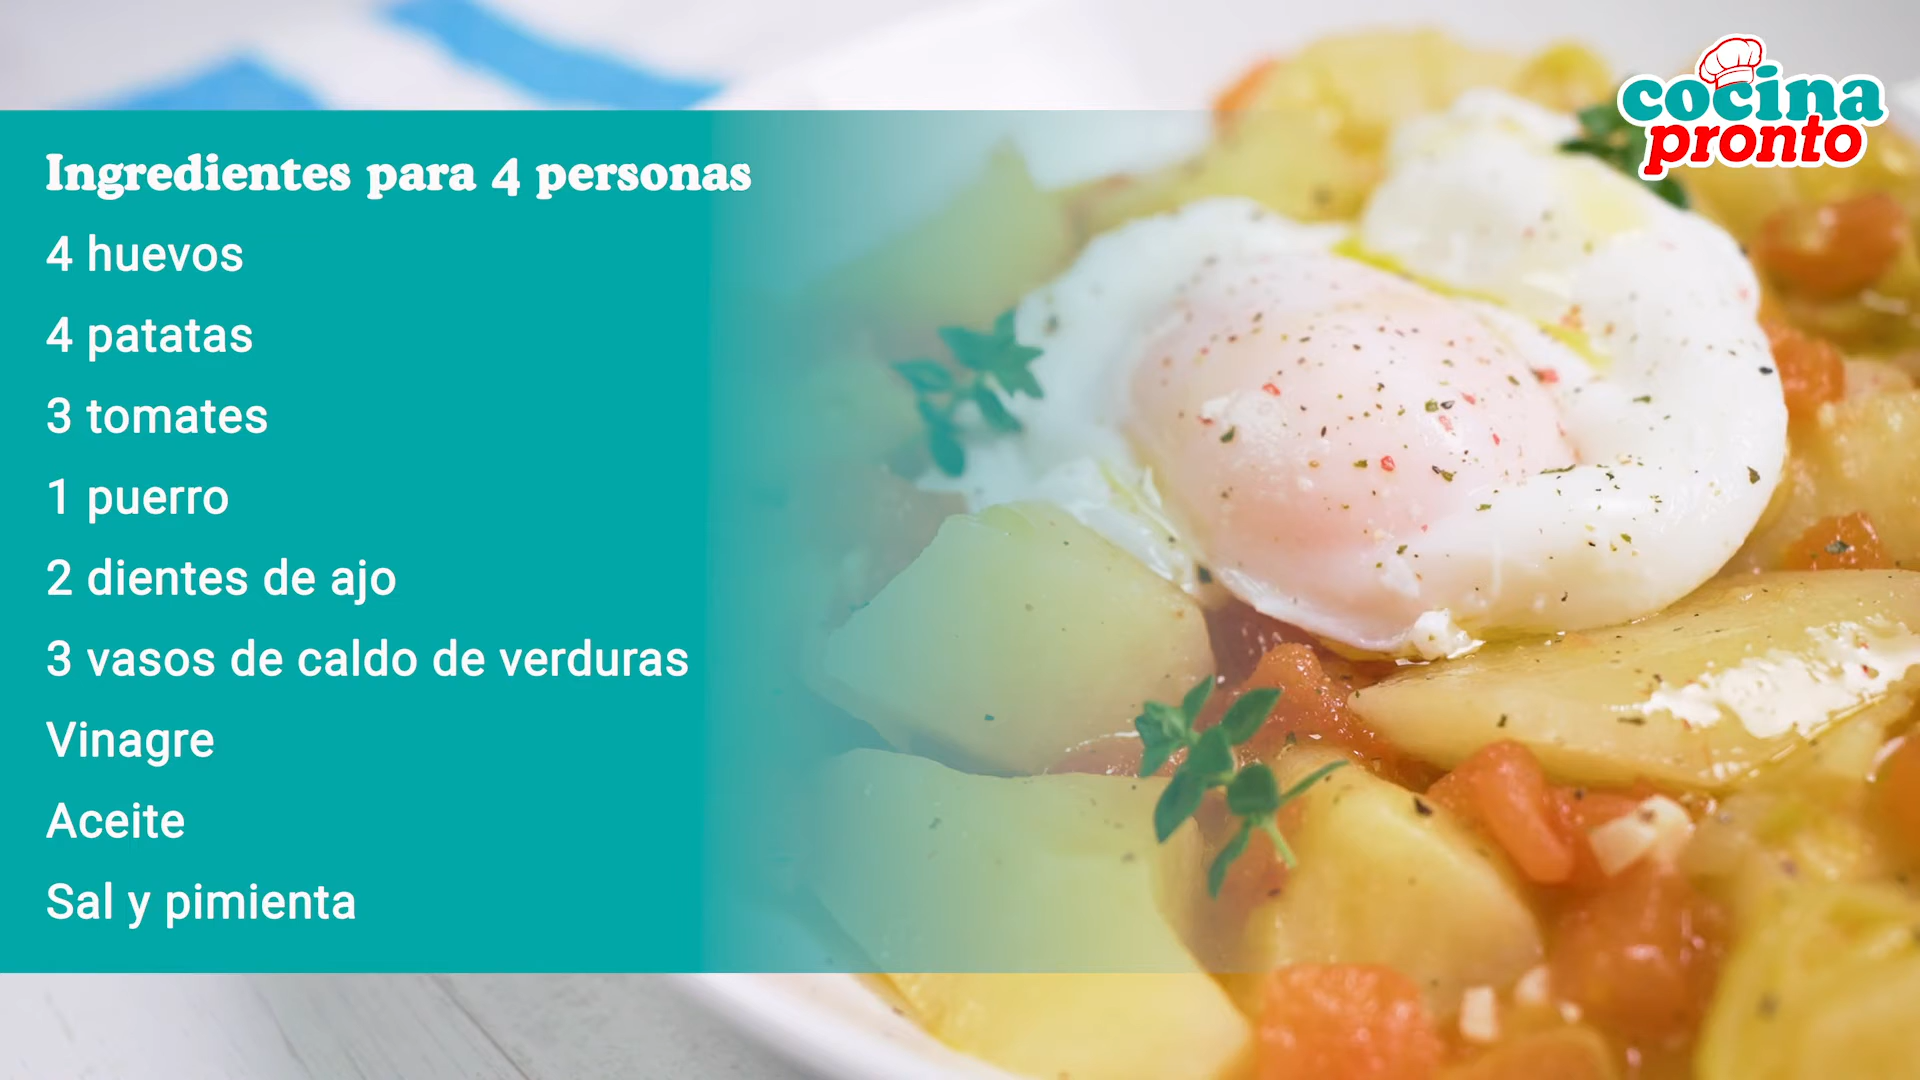 cocina
pronto
Ingredientes para 4 personas
4 huevos
4 patatas
3 tomates
1 puerro
2 dientes de ajo
3 vasos de caldo de verduras
Vinagre
Aceite
Sal y pimienta